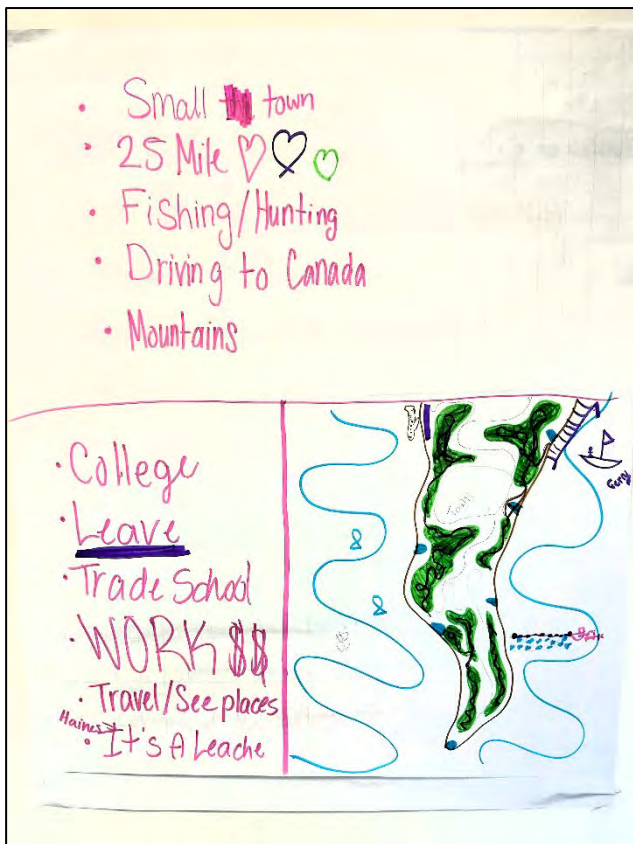 • Small town
• 25 Mile
• Fishing/Hunting
• Driving to Canada
• Mountains
• College
• Leave
• Trade School
• WORK $$
• Travel/See places
Haines
• It's A Leache
Town